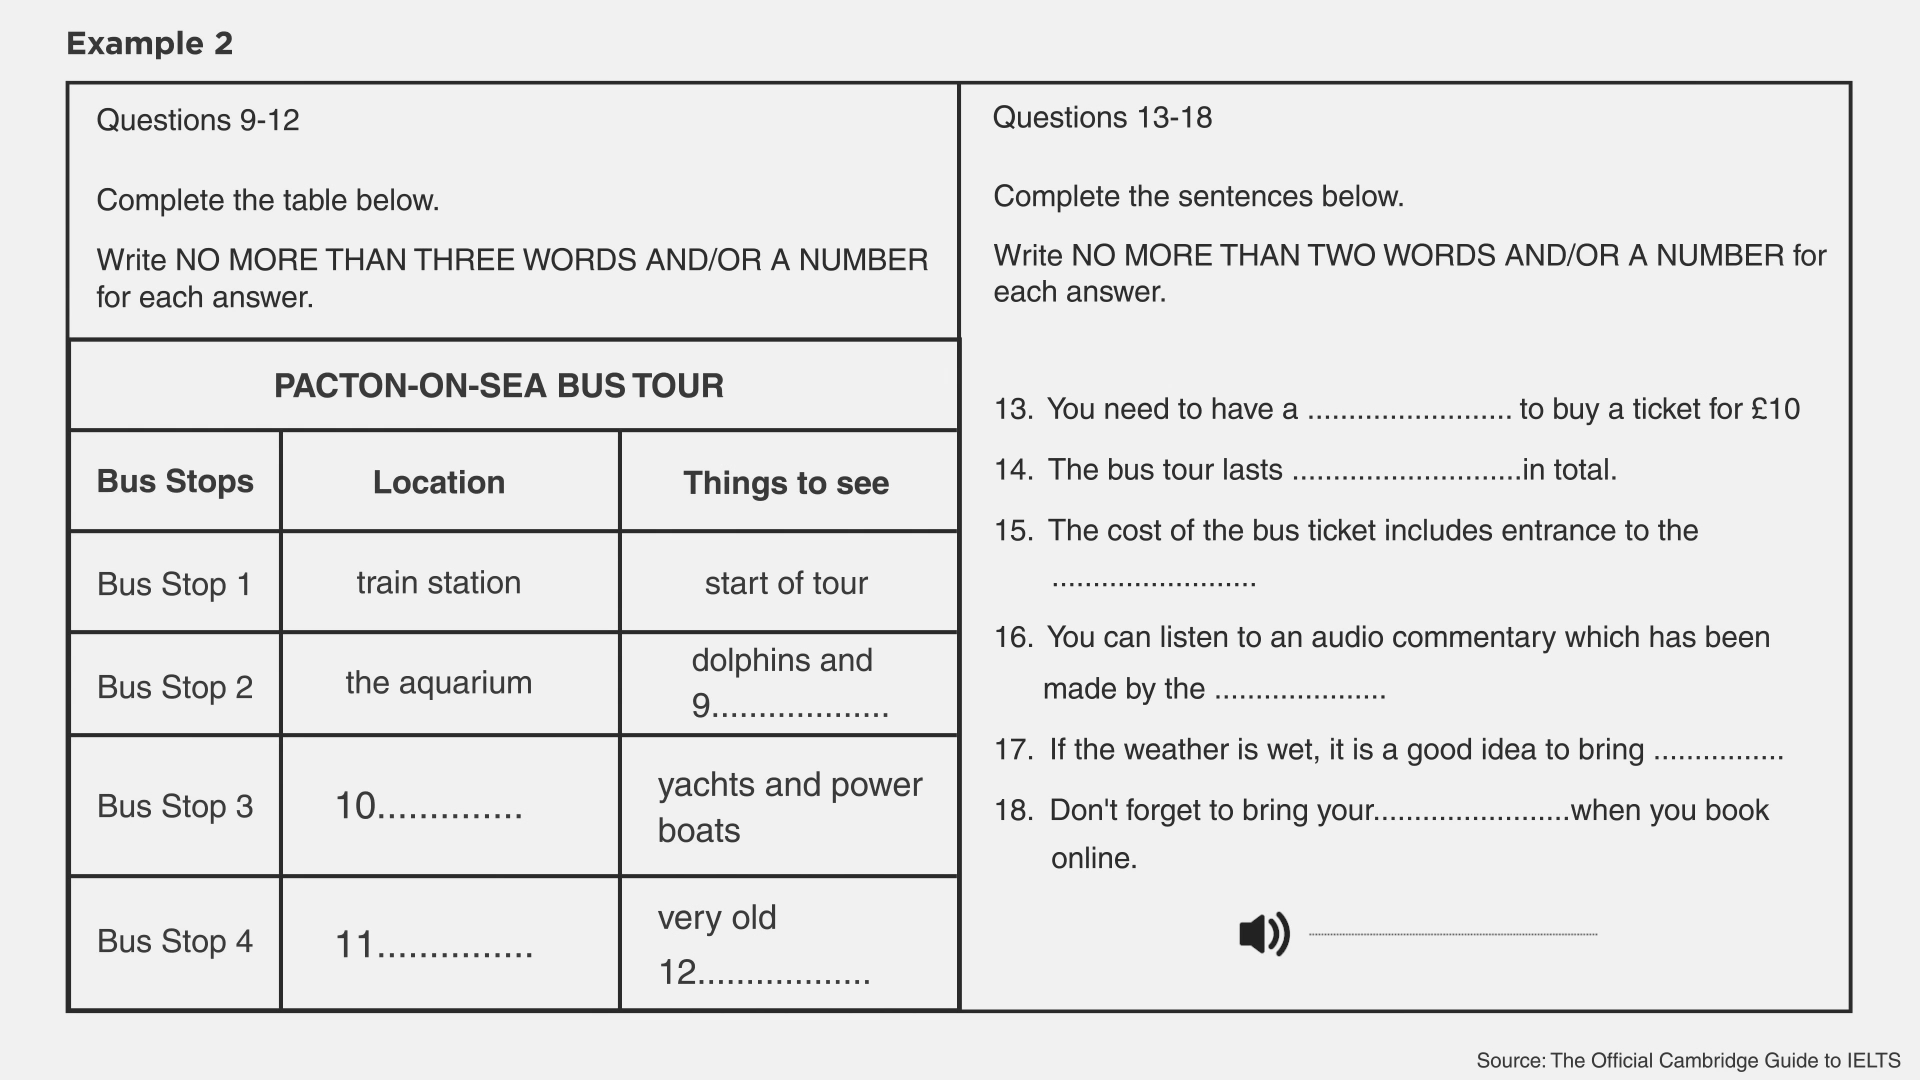 Example 2
Questions 9-12
Complete the table below.
Write NO MORE THAN THREE WORDS AND/OR A NUMBER
for each answer.
PACTON-ON-SEA BUS TOUR
Bus Stops Location Things to see
Bus Stop 1 train station start of tour
Bus Stop 2 the aquarium dolphins and
9...................
Bus Stop 3 10.............. yachts and power
boats
Bus Stop 4 11............... very old
12..................
Questions 13-18
Complete the sentences below.
Write NO MORE THAN TWO WORDS AND/OR A NUMBER for
each answer.
13. You need to have a ......................... to buy a ticket for £10
14. The bus tour lasts ............................in total.
15. The cost of the bus ticket includes entrance to the
.........................
16. You can listen to an audio commentary which has been
made by the .....................
17. If the weather is wet, it is a good idea to bring ................
18. Don't forget to bring your........................when you book
online.
Source: The Official Cambridge Guide to IELTS